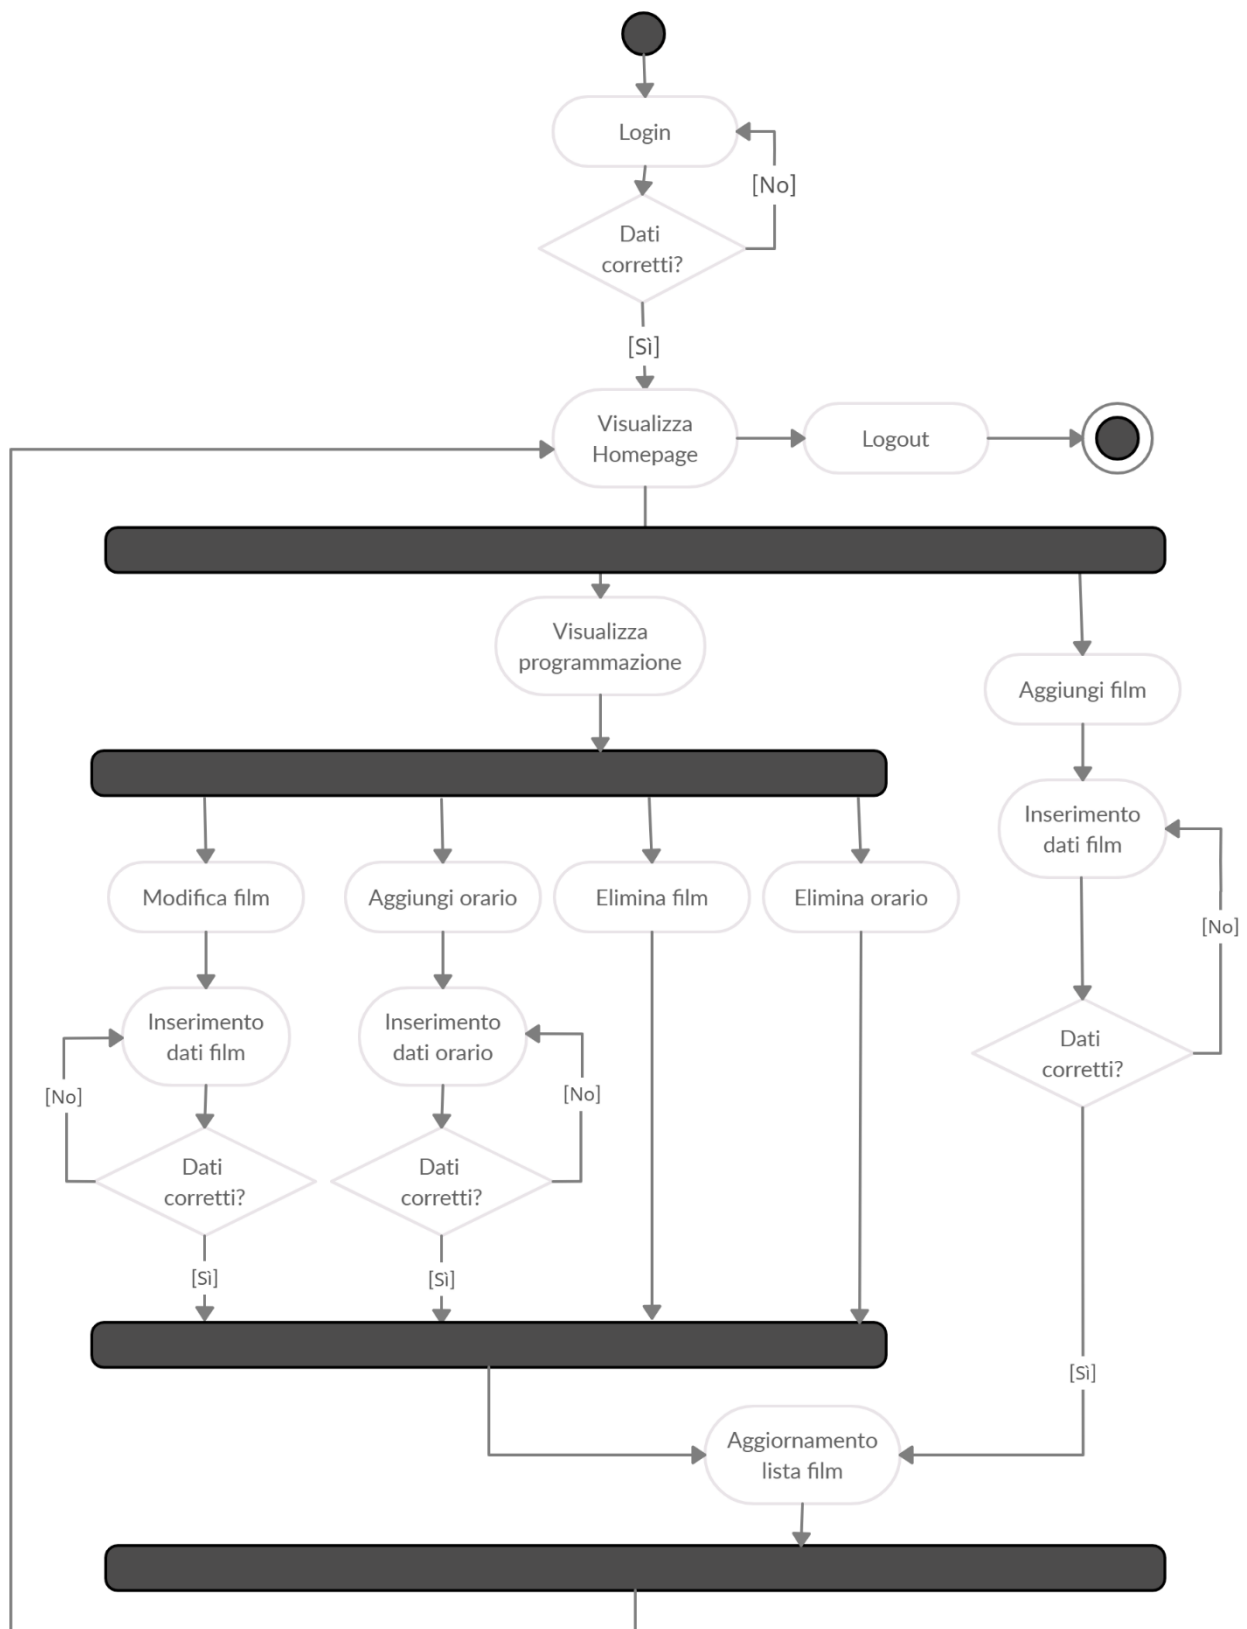 Login
[No]
Dati
corretti?
[Sì]
Visualizza
Homepage
Logout
Visualizza
programmazione
Aggiungi film
Inserimento
dati film
[No]
Modifica film
Aggiungi orario
Elimina film
Elimina orario
Inserimento
dati film
Inserimento
dati orario
Dati
corretti?
[No]
[No]
Dati
corretti?
Dati
corretti?
[Sì]
[Sì]
[Sì]
Aggiornamento
lista film